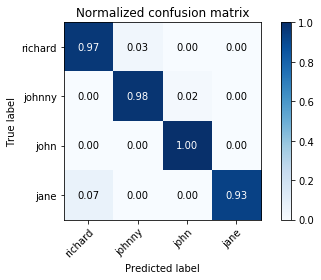 Normalized confusion matrix
True label
richard 0.97 0.03 0.00 0.00
johnny 0.00 0.98 0.02 0.00
john 0.00 0.00 1.00 0.00
jane 0.07 0.00 0.00 0.93
richard johnny john jane
Predicted label
1.0
0.8
0.6
0.4
0.2
0.0